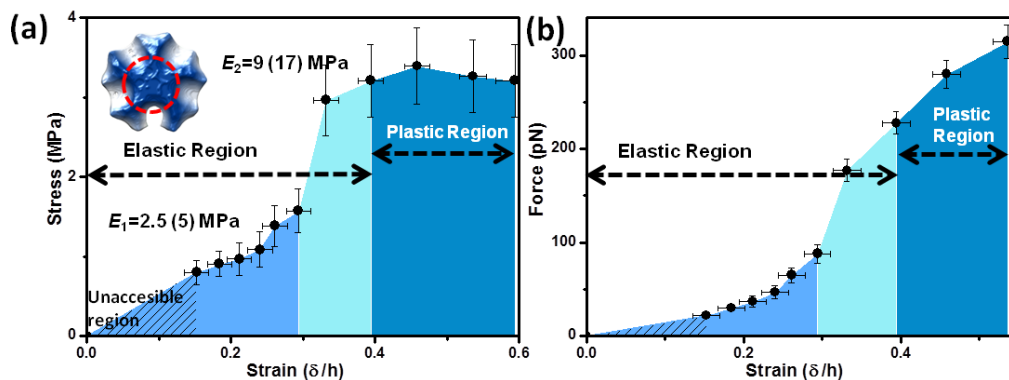 (a)
4
2
0
Stress (MPa)
E2=9 (17) MPa
Elastic Region
Plastic Region
E1=2.5 (5) MPa
Unaccesible
region
0.0 0.2 0.4 0.6
Strain (δ/h)
(b)
300
200
100
0
Force (pN)
Elastic Region
Plastic
Region
0.0 0.2 0.4
Strain (δ/h)